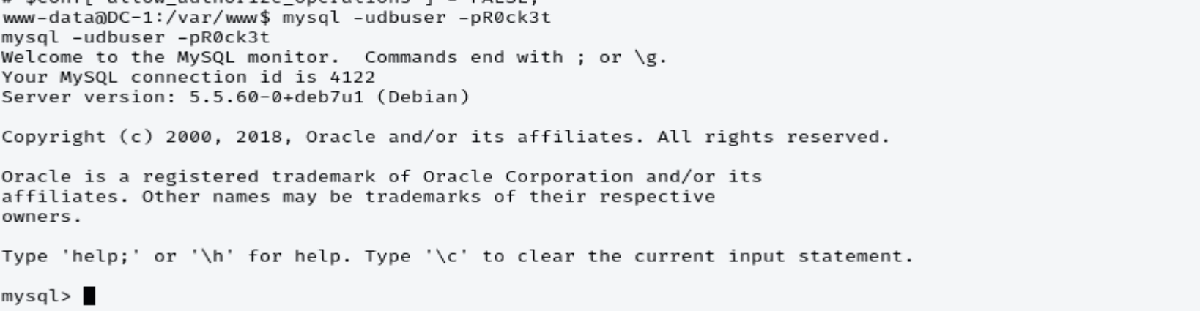 # $conf['allow_authorize_operations'] = FALSE;
www-data@DC-1:/var/www$ mysql -udbuser -pR0ck3t
mysql -udbuser -pR0ck3t
Welcome to the MySQL monitor.  Commands end with ; or \g.
Your MySQL connection id is 4122
Server version: 5.5.60-0+deb7u1 (Debian)
Copyright (c) 2000, 2018, Oracle and/or its affiliates. All rights reserved.
Oracle is a registered trademark of Oracle Corporation and/or its
affiliates. Other names may be trademarks of their respective
owners.
Type 'help;' or '\h' for help. Type '\c' to clear the current input statement.
mysql>